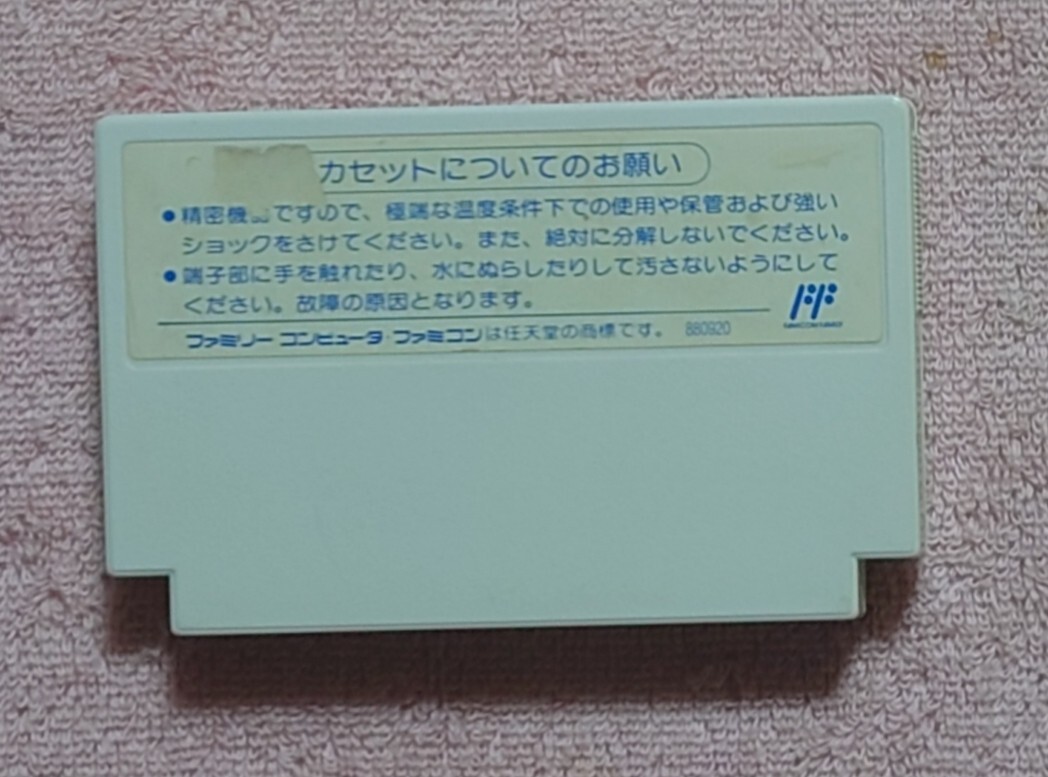 カセットについてのお願い
●精密機 ですので、極端な温度条件下での使用や保管および強い
ショックをさけてください。また、絶対に分解しないでください。
●端子部に手を触れたり、水にぬらしたりして汚さないようにして
ください。故障の原因となります。
ファミリー コンピュータ・ファミコンは任天堂の商標です。 880920